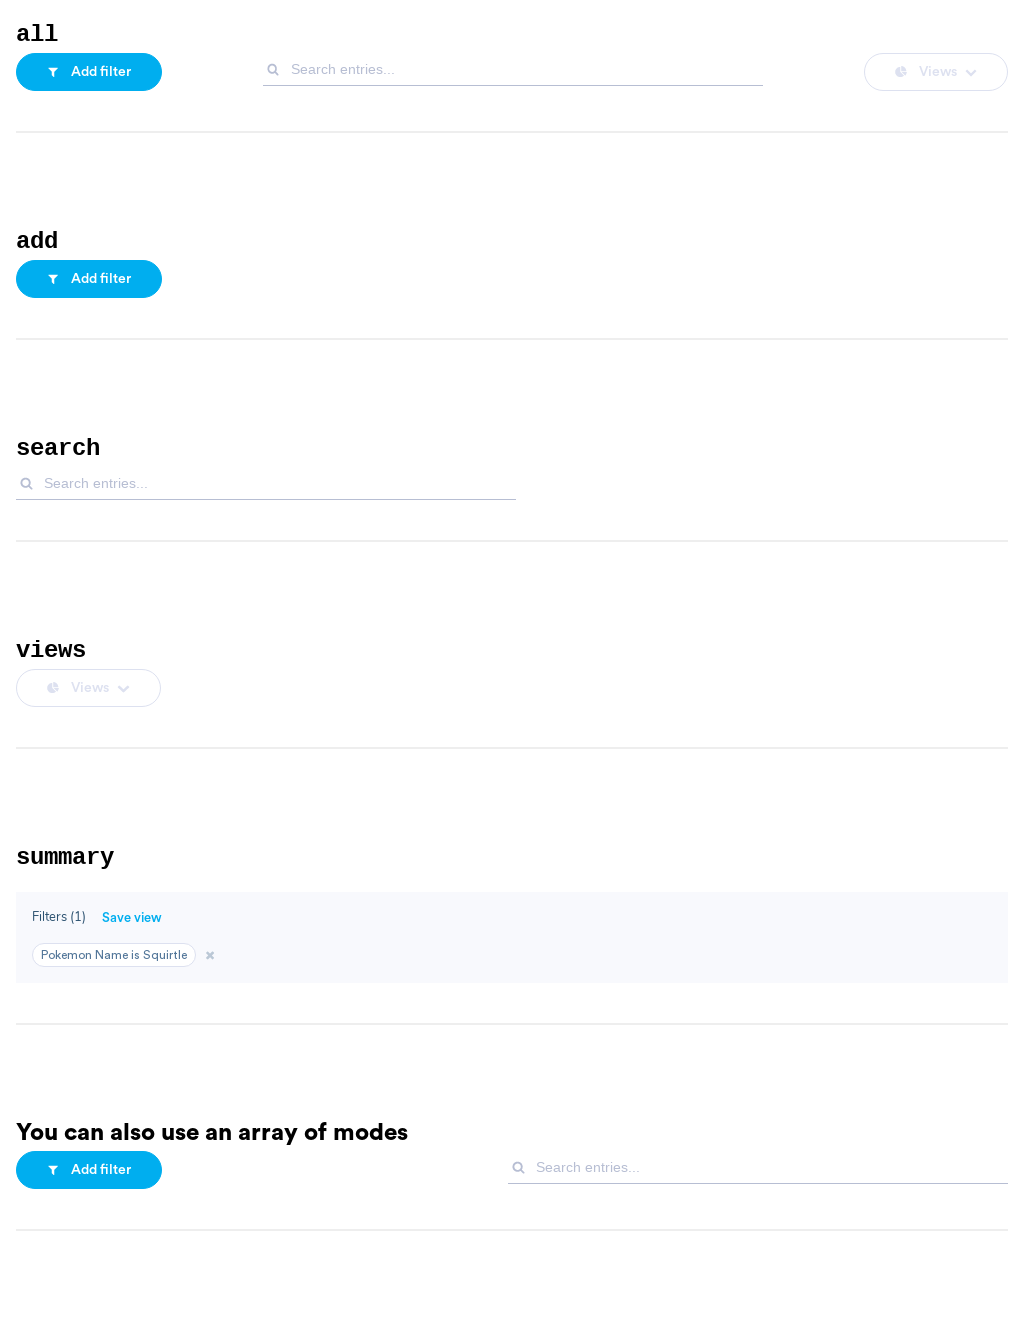 all
Add filter
Search entries...
Views
add
Add filter
search
Search entries...
views
Views
summary
Filters (1) Save view
Pokemon Name is Squirtle
You can also use an array of modes
Add filter
Search entries...